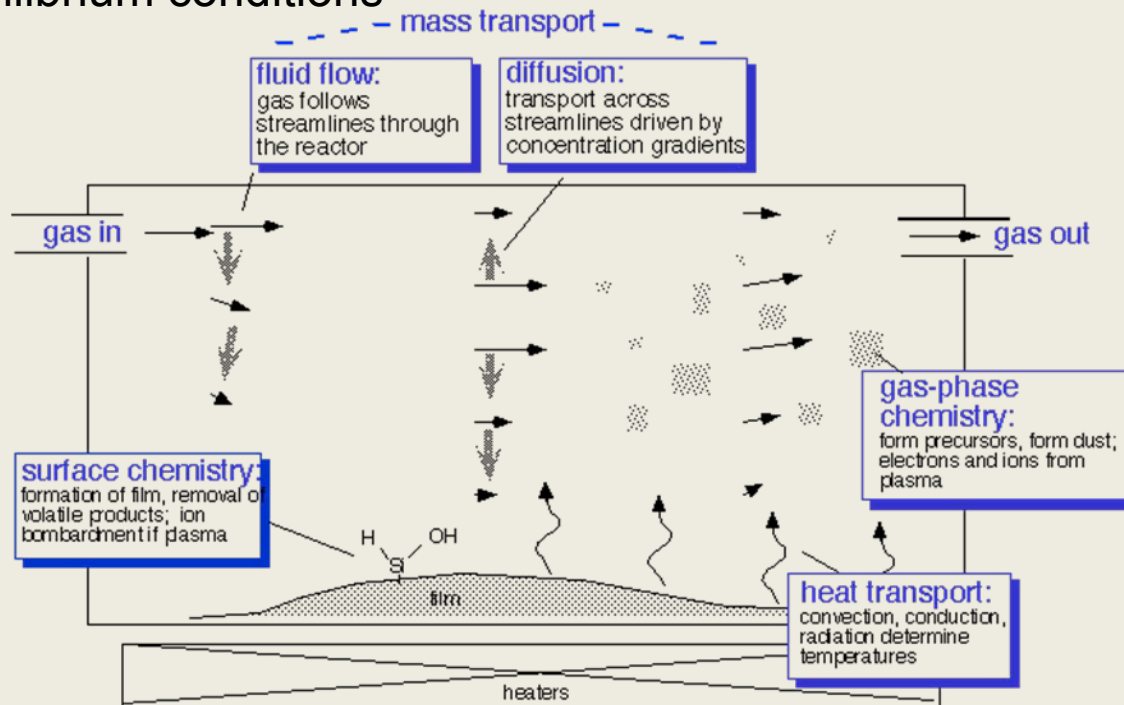 ilibrium conditions
mass transport
fluid flow:
gas follows
streamlines through
the reactor
diffusion:
transport across
streamlines driven by
concentration gradients
gas in
gas out
gas-phase
chemistry:
form precursors, form dust;
electrons and ions from
plasma
surface chemistry:
formation of film, removal of
volatile products; ion
bombardment if plasma
H
OH
Si
film
heat transport:
convection, conduction,
radiation determine
temperatures
heaters